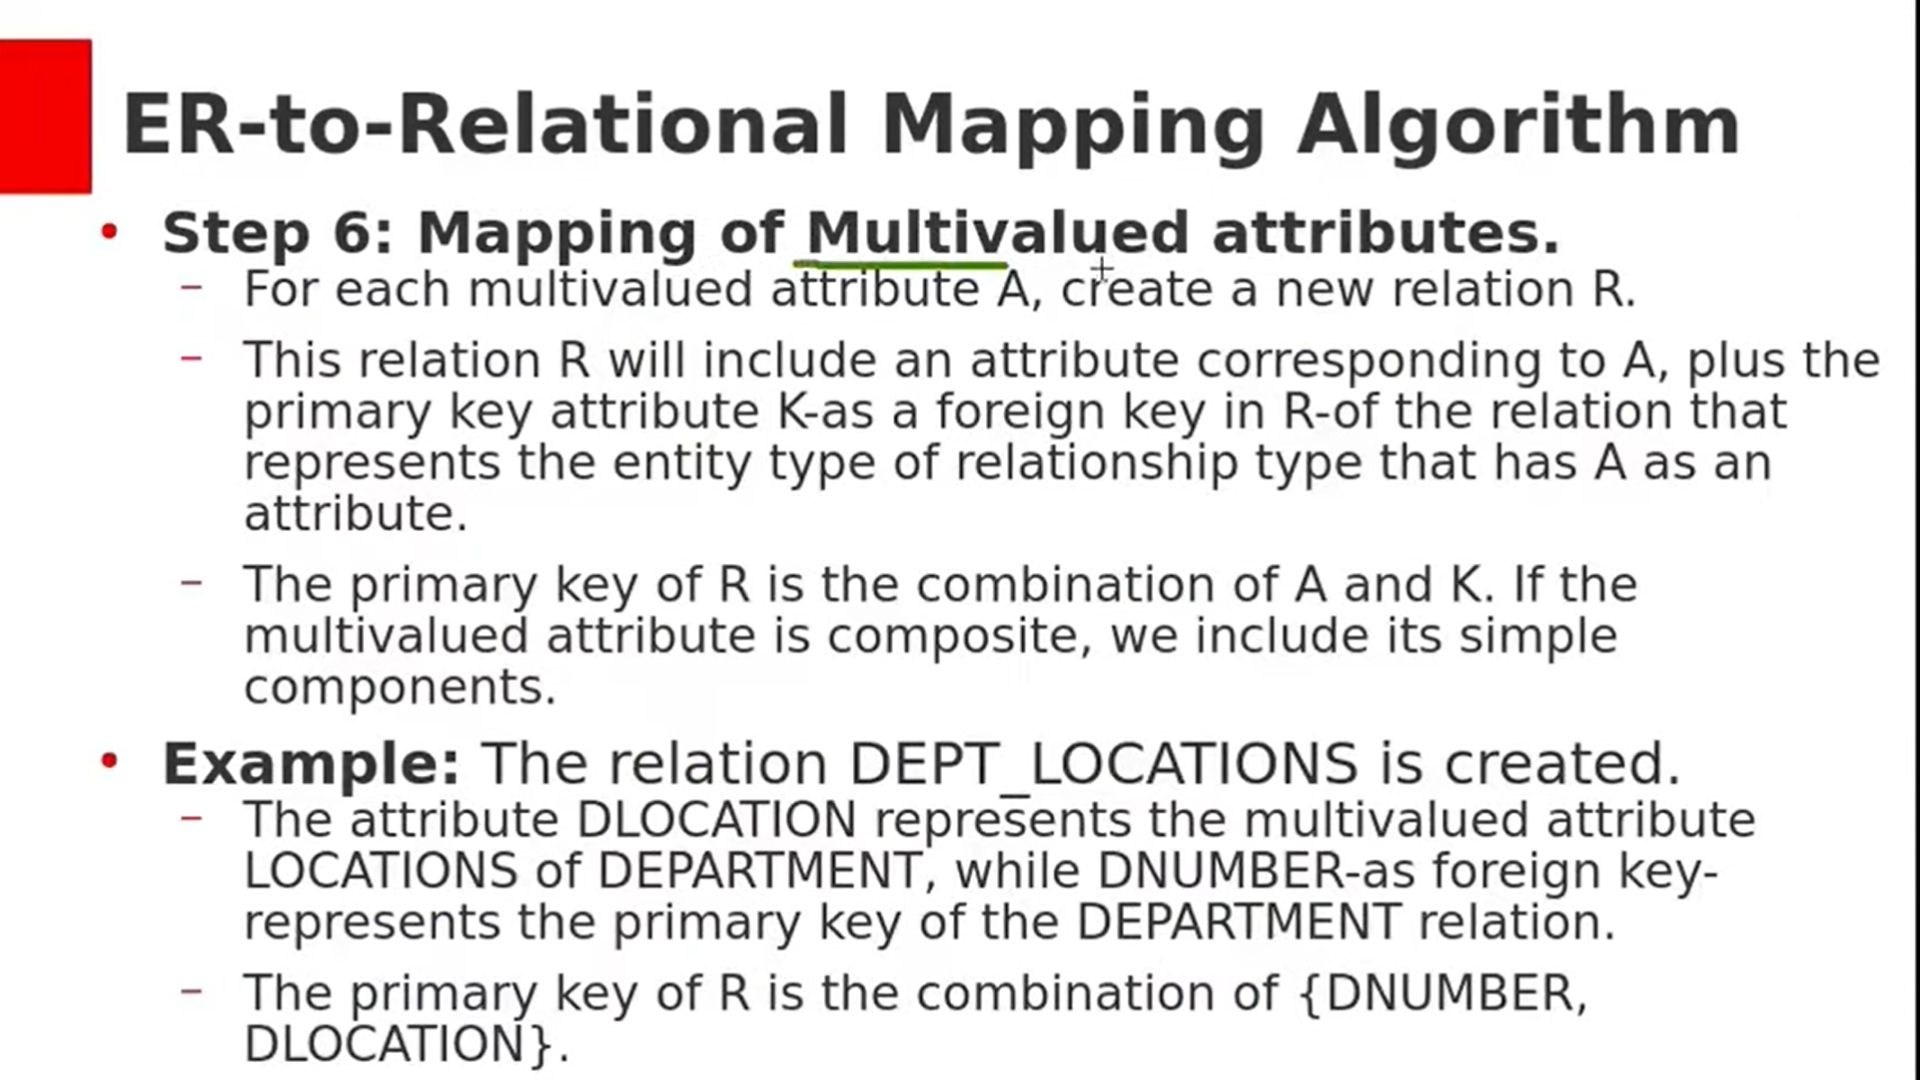 ER-to-Relational Mapping Algorithm
• Step 6: Mapping of Multivalued attributes.
– For each multivalued attribute A, create a new relation R.
– This relation R will include an attribute corresponding to A, plus the
primary key attribute K-as a foreign key in R-of the relation that
represents the entity type of relationship type that has A as an
attribute.
– The primary key of R is the combination of A and K. If the
multivalued attribute is composite, we include its simple
components.
• Example: The relation DEPT_LOCATIONS is created.
– The attribute DLOCATION represents the multivalued attribute
LOCATIONS of DEPARTMENT, while DNUMBER-as foreign key-
represents the primary key of the DEPARTMENT relation.
– The primary key of R is the combination of {DNUMBER,
DLOCATION}.